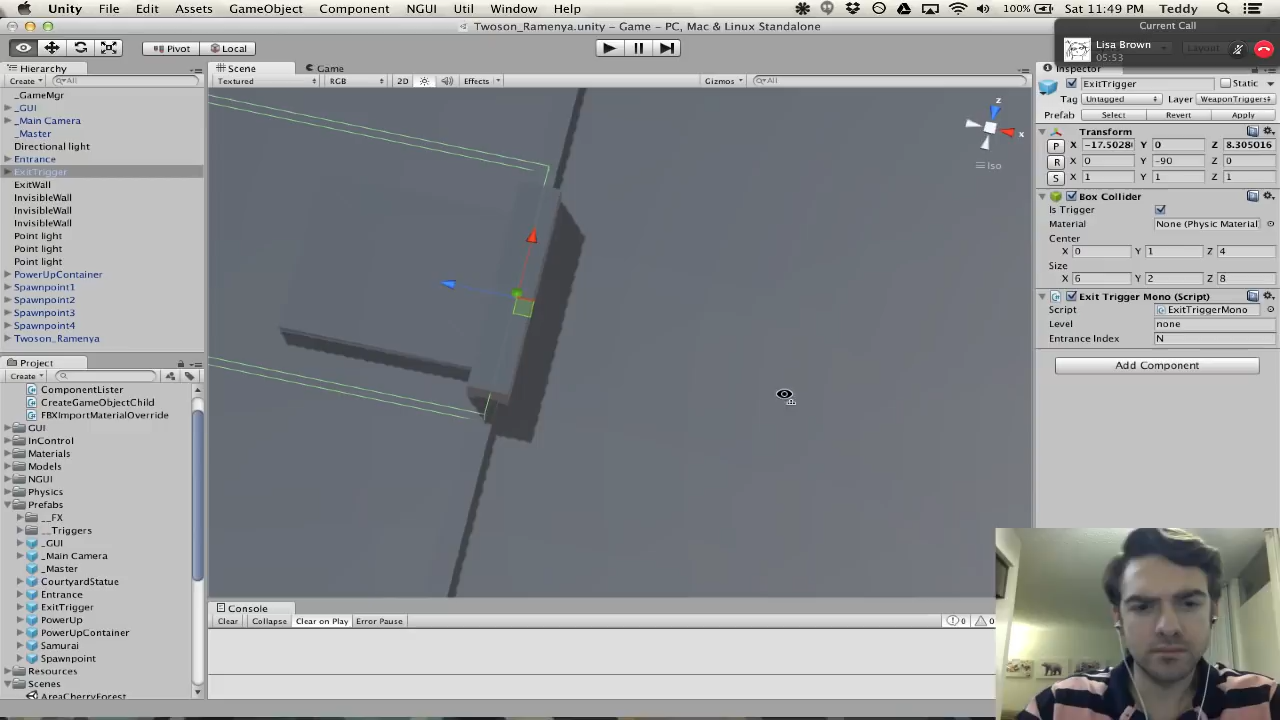 Unity File Edit Assets GameObject Component NGUI Util Window Help 100% Sat 11:49 PM Teddy
Twoson_Ramenya.unity - Game - PC, Mac & Linux Standalone
Current Call
Lisa Brown
05:53
Pivot Local
Hierarchy
Create All
_GameMgr
_GUI
_Main Camera
_Master
Directional light
Entrance
ExitTrigger
ExitWall
InvisibleWall
InvisibleWall
InvisibleWall
Point light
Point light
Point light
PowerUpContainer
Spawnpoint1
Spawnpoint2
Spawnpoint3
Spawnpoint4
Twoson_Ramenya
Project
Create
ComponentLister
CreateGameObjectChild
FBXImportMaterialOverride
GUI
InControl
Materials
Models
NGUI
Physics
Prefabs
__FX
__Triggers
_GUI
_Main Camera
_Master
CourtyardStatue
Entrance
ExitTrigger
PowerUp
PowerUpContainer
Samurai
Spawnpoint
Resources
Scenes
AreaCherryForest
Scene Game
Textured RGB 2D Effects Gizmos All
z
x
Iso
Console
Clear Collapse Clear on Play Error Pause 0 0
Inspector
ExitTrigger Static
Tag Untagged Layer WeaponTriggers
Prefab Select Revert Apply
Transform
P X -17.5028 Y 0 Z 8.305016
R X 0 Y -90 Z 0
S X 1 Y 1 Z 1
Box Collider
Is Trigger
Material None (Physic Material
Center
X 0 Y 1 Z 4
Size
X 6 Y 2 Z 8
Exit Trigger Mono (Script)
Script ExitTriggerMono
Level none
Entrance Index N
Add Component